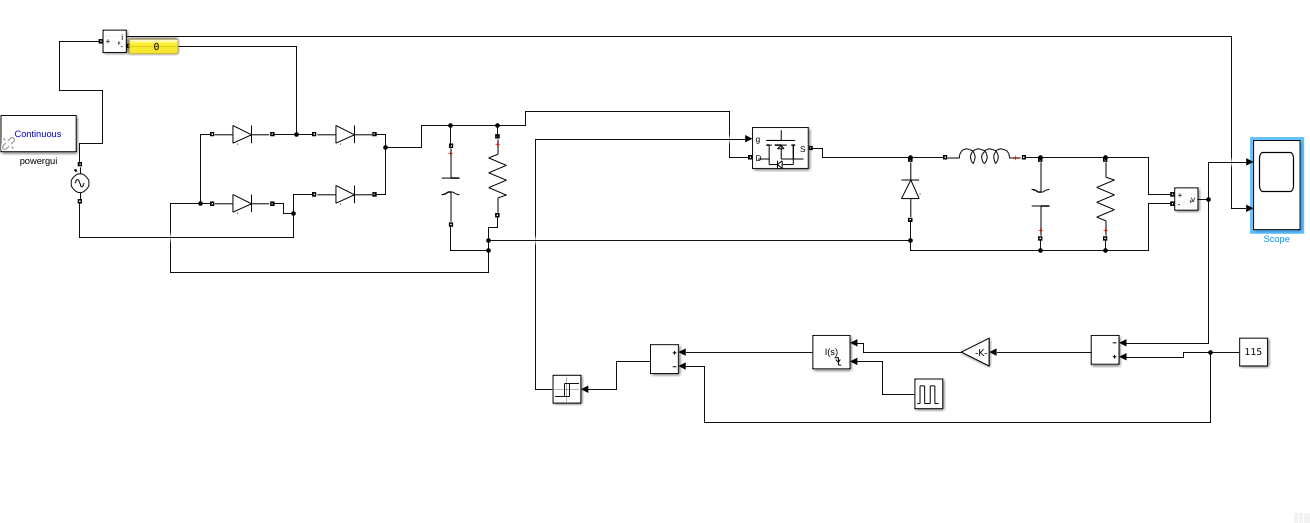 +
i
-
0
Continuous
powergui
g
D
S
+
-
v
Scope
I(s)
-K-
115
+
-
-
+